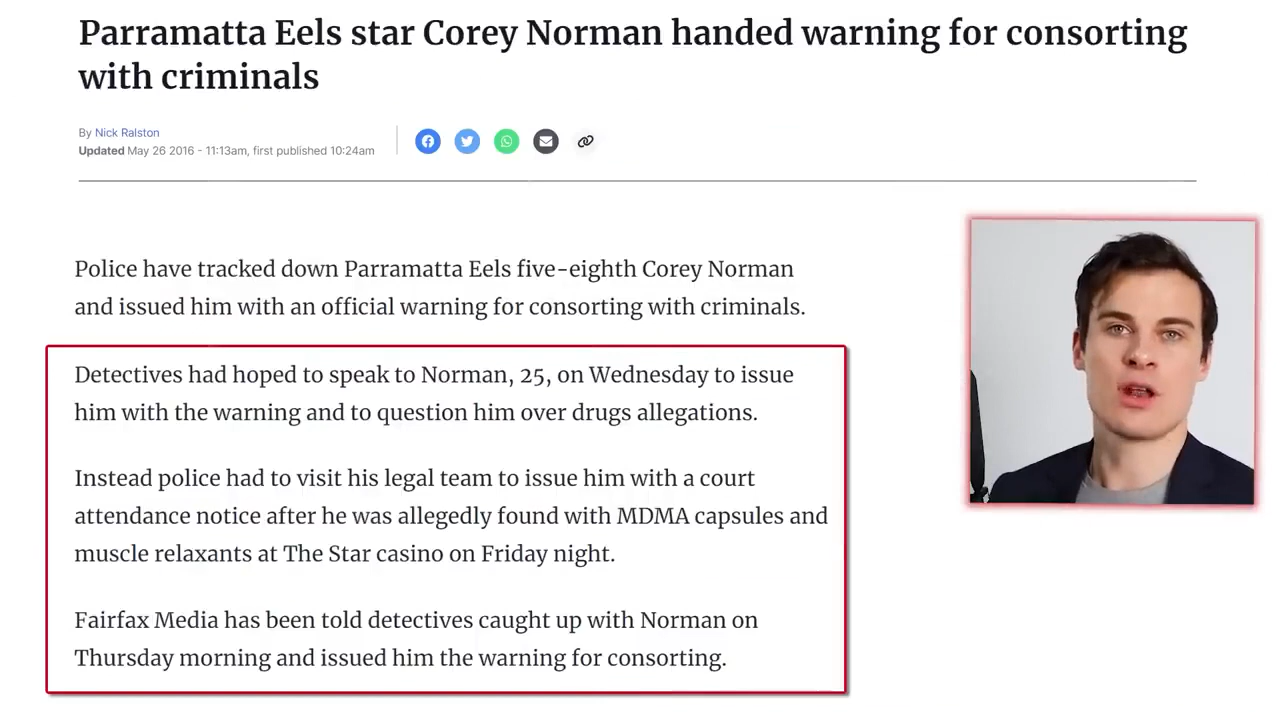 Parramatta Eels star Corey Norman handed warning for consorting
with criminals
By Nick Ralston
Updated May 26 2016 - 11:13am, first published 10:24am
Police have tracked down Parramatta Eels five-eighth Corey Norman
and issued him with an official warning for consorting with criminals.
Detectives had hoped to speak to Norman, 25, on Wednesday to issue
him with the warning and to question him over drugs allegations.
Instead police had to visit his legal team to issue him with a court
attendance notice after he was allegedly found with MDMA capsules and
muscle relaxants at The Star casino on Friday night.
Fairfax Media has been told detectives caught up with Norman on
Thursday morning and issued him the warning for consorting.